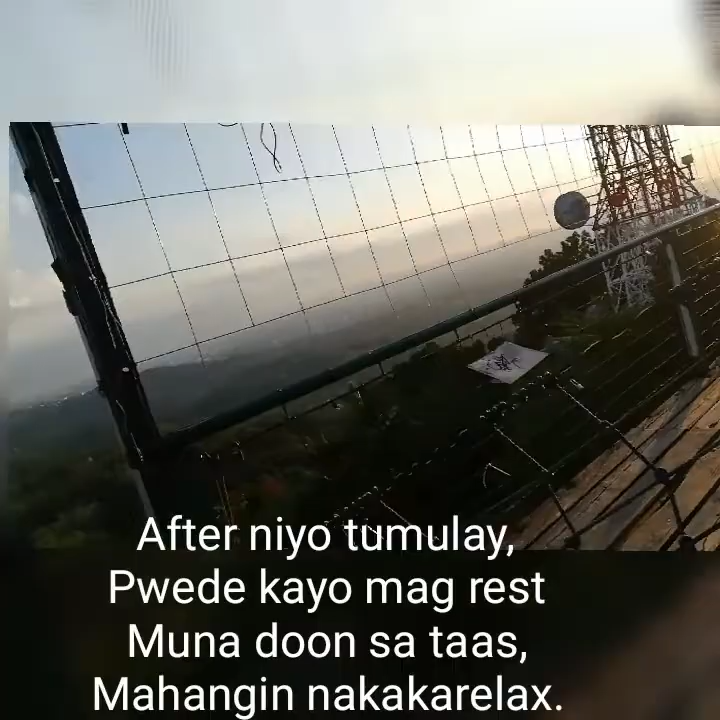 After niyo tumulay,
Pwede kayo mag rest
Muna doon sa taas,
Mahangin nakakarelax.